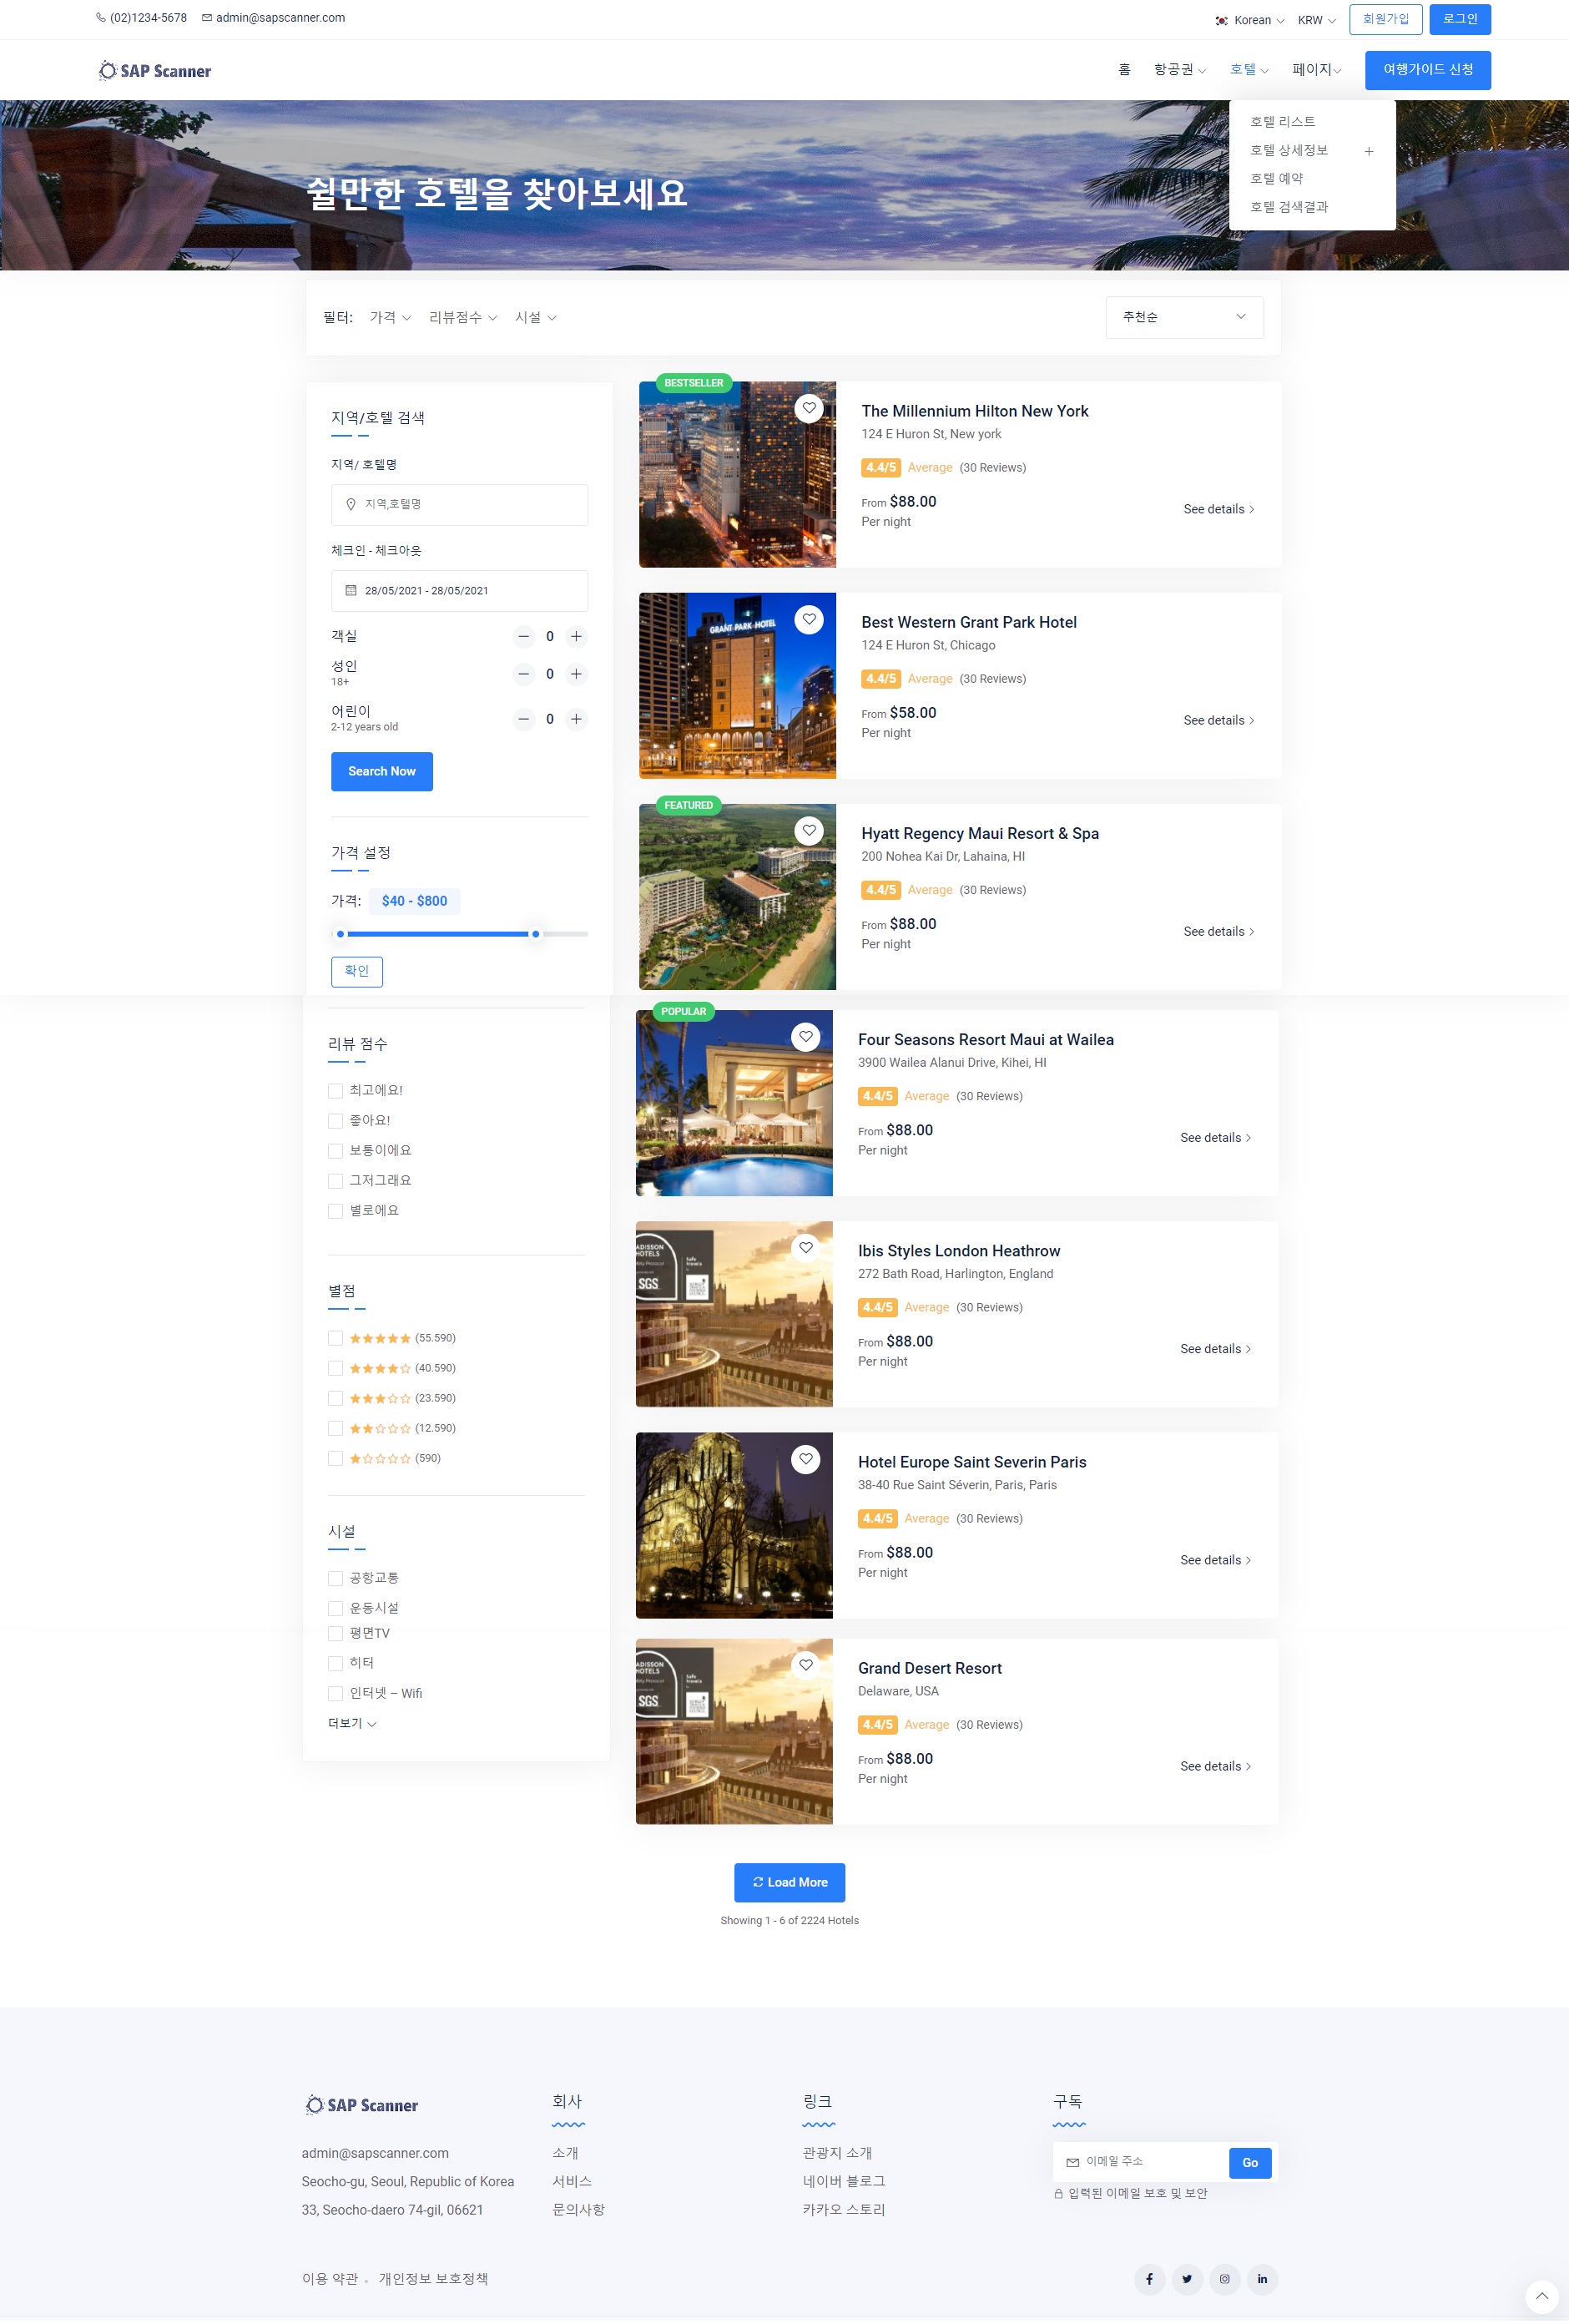 (02)1234-5678 admin@sapscanner.com
Korean KRW 회원가입 로그인
SAP Scanner
홈 항공권 호텔 페이지 여행가이드 신청
호텔 리스트
호텔 상세정보 +
호텔 예약
호텔 검색결과
쉴만한 호텔을 찾아보세요
필터: 가격 리뷰점수 시설
추천순
지역/호텔 검색
지역/ 호텔명
지역,호텔명
체크인 - 체크아웃
28/05/2021 - 28/05/2021
객실 0
성인 0
18+
어린이 0
2-12 years old
Search Now
가격 설정
가격: $40 - $800
확인
리뷰 점수
최고에요!
좋아요!
보통이에요
그저그래요
별로에요
별점
(55.590)
(40.590)
(23.590)
(12.590)
(590)
시설
공항교통
운동시설
평면TV
히터
인터넷 – Wifi
더보기
BESTSELLER
The Millennium Hilton New York
124 E Huron St, New york
4.4/5 Average (30 Reviews)
From $88.00
Per night
See details
GRANT PARK HOTEL
Best Western Grant Park Hotel
124 E Huron St, Chicago
4.4/5 Average (30 Reviews)
From $58.00
Per night
See details
FEATURED
Hyatt Regency Maui Resort & Spa
200 Nohea Kai Dr, Lahaina, HI
4.4/5 Average (30 Reviews)
From $88.00
Per night
See details
POPULAR
Four Seasons Resort Maui at Wailea
3900 Wailea Alanui Drive, Kihei, HI
4.4/5 Average (30 Reviews)
From $88.00
Per night
See details
ADISSON
HOTELS
SGS
Ibis Styles London Heathrow
272 Bath Road, Harlington, England
4.4/5 Average (30 Reviews)
From $88.00
Per night
See details
Hotel Europe Saint Severin Paris
38-40 Rue Saint Séverin, Paris, Paris
4.4/5 Average (30 Reviews)
From $88.00
Per night
See details
ADISSON
HOTELS
SGS
Grand Desert Resort
Delaware, USA
4.4/5 Average (30 Reviews)
From $88.00
Per night
See details
Load More
Showing 1 - 6 of 2224 Hotels
SAP Scanner
admin@sapscanner.com
Seocho-gu, Seoul, Republic of Korea
33, Seocho-daero 74-gil, 06621
회사
소개
서비스
문의사항
링크
관광지 소개
네이버 블로그
카카오 스토리
구독
이메일 주소 Go
입력된 이메일 보호 및 보안
이용 약관 개인정보 보호정책